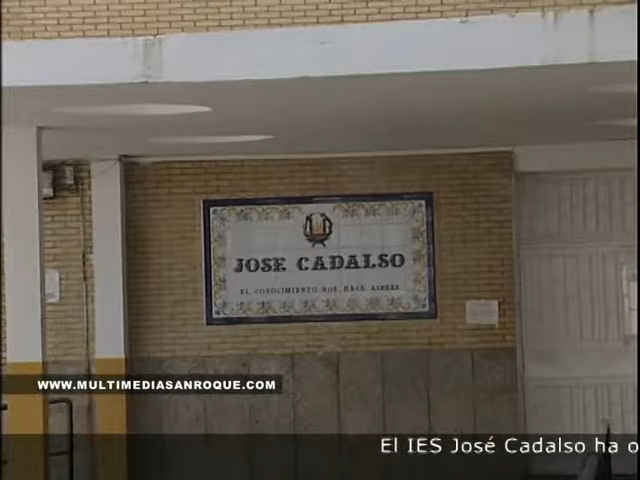 JOSE CADALSO
EL CONOCIMIENTO NOS HACE LIBRES
WWW.MULTIMEDIASANROQUE.COM
El IES José Cadalso ha o